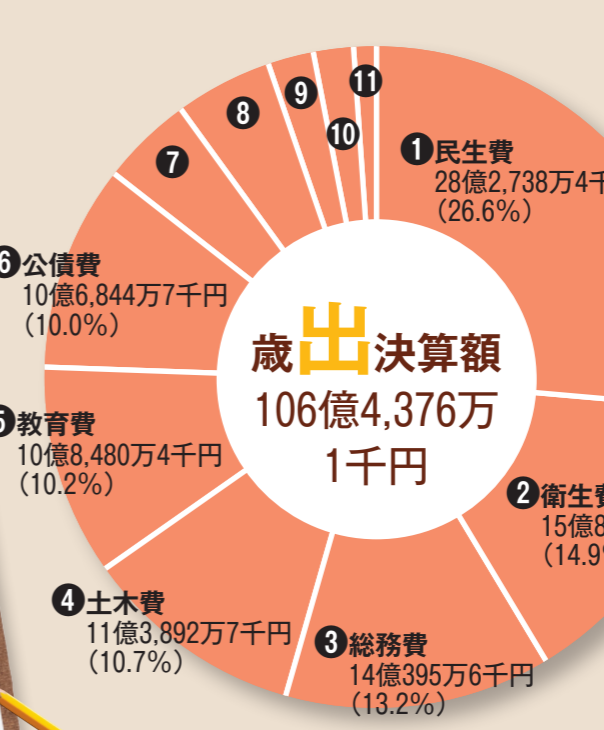 歳出決算額
106億4,376万
1千円
❶民生費
28億2,738万4千
(26.6%)
❷衛生費
15億8
(14.9%
❸総務費
14億395万6千円
(13.2%)
❹土木費
11億3,892万7千円
(10.7%)
❺教育費
10億8,480万4千円
(10.2%)
❻公債費
10億6,844万7千円
(10.0%)
❼
❽
❾
❿
⓫